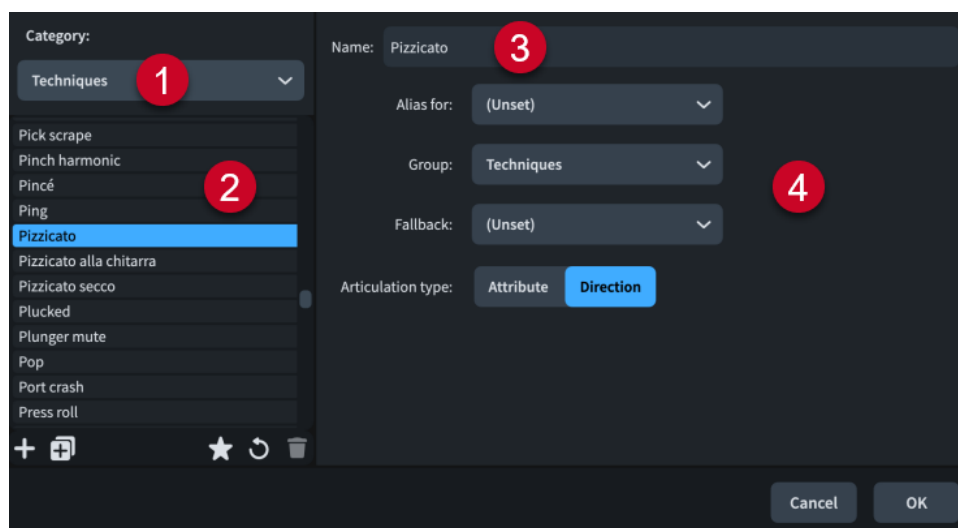 Category:
Techniques
1
Pick scrape
Pinch harmonic
Pincé
2
Ping
Pizzicato
Pizzicato alla chitarra
Pizzicato secco
Plucked
Plunger mute
Pop
Port crash
Press roll
Name: Pizzicato
3
Alias for: (Unset)
Group: Techniques
4
Fallback: (Unset)
Articulation type: Attribute Direction
Cancel OK